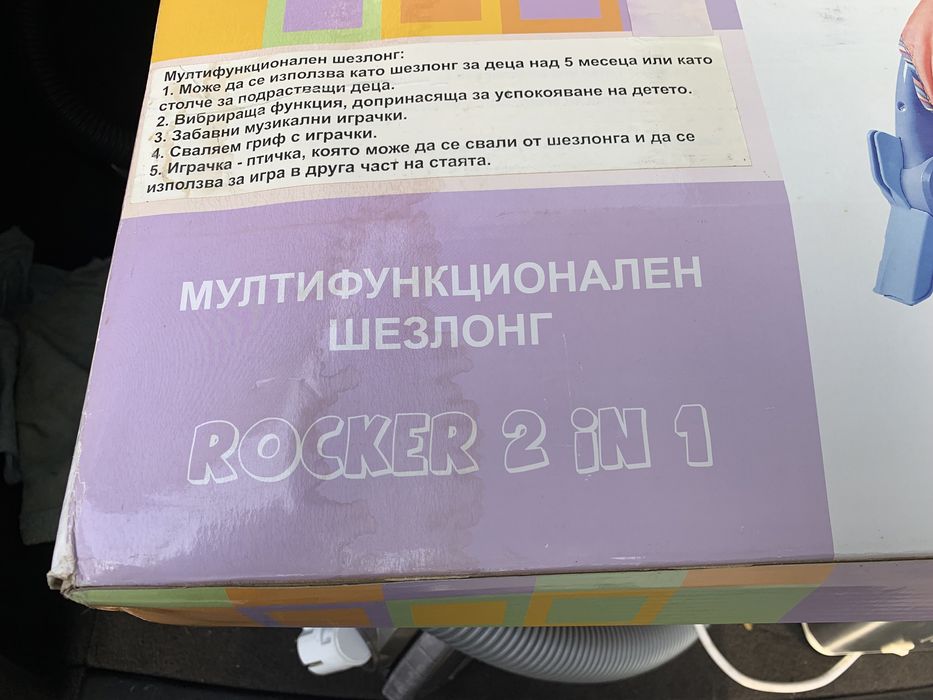 Мултифункционален шезлонг:
1. Може да се използва като шезлонг за деца над 5 месеца или като
столче за подрастващи деца.
2. Вибрираща функция, допринасяща за успокояване на детето.
3. Забавни музикални играчки.
4. Сваляем гриф с играчки.
5. Играчка - птичка, която може да се свали от шезлонга и да се
използва за игра в друга част на стаята.
МУЛТИФУНКЦИОНАЛЕН
ШЕЗЛОНГ
ROCKER 2 iN 1